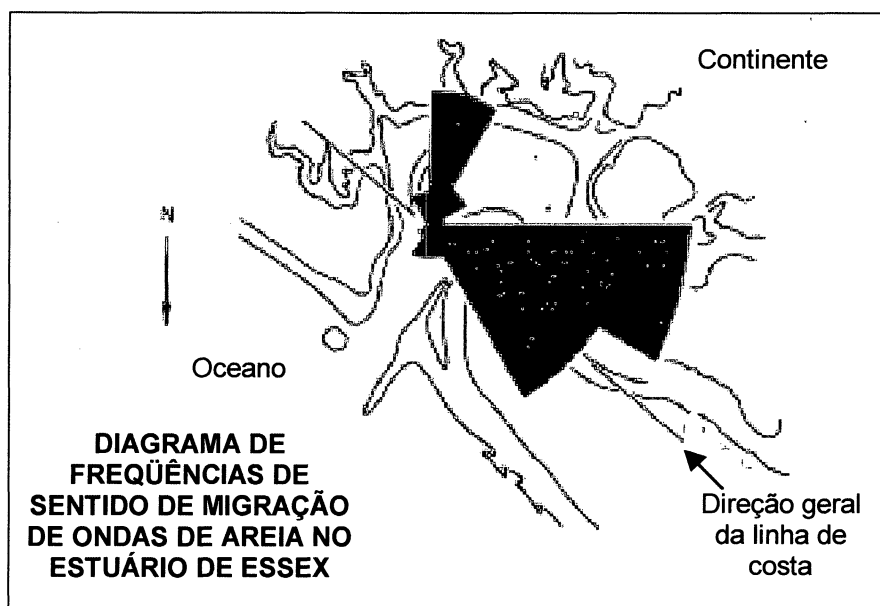 Continente
N
Oceano
DIAGRAMA DE
FREQÜÊNCIAS DE
SENTIDO DE MIGRAÇÃO
DE ONDAS DE AREIA NO
ESTUÁRIO DE ESSEX
Direção geral
da linha de
costa